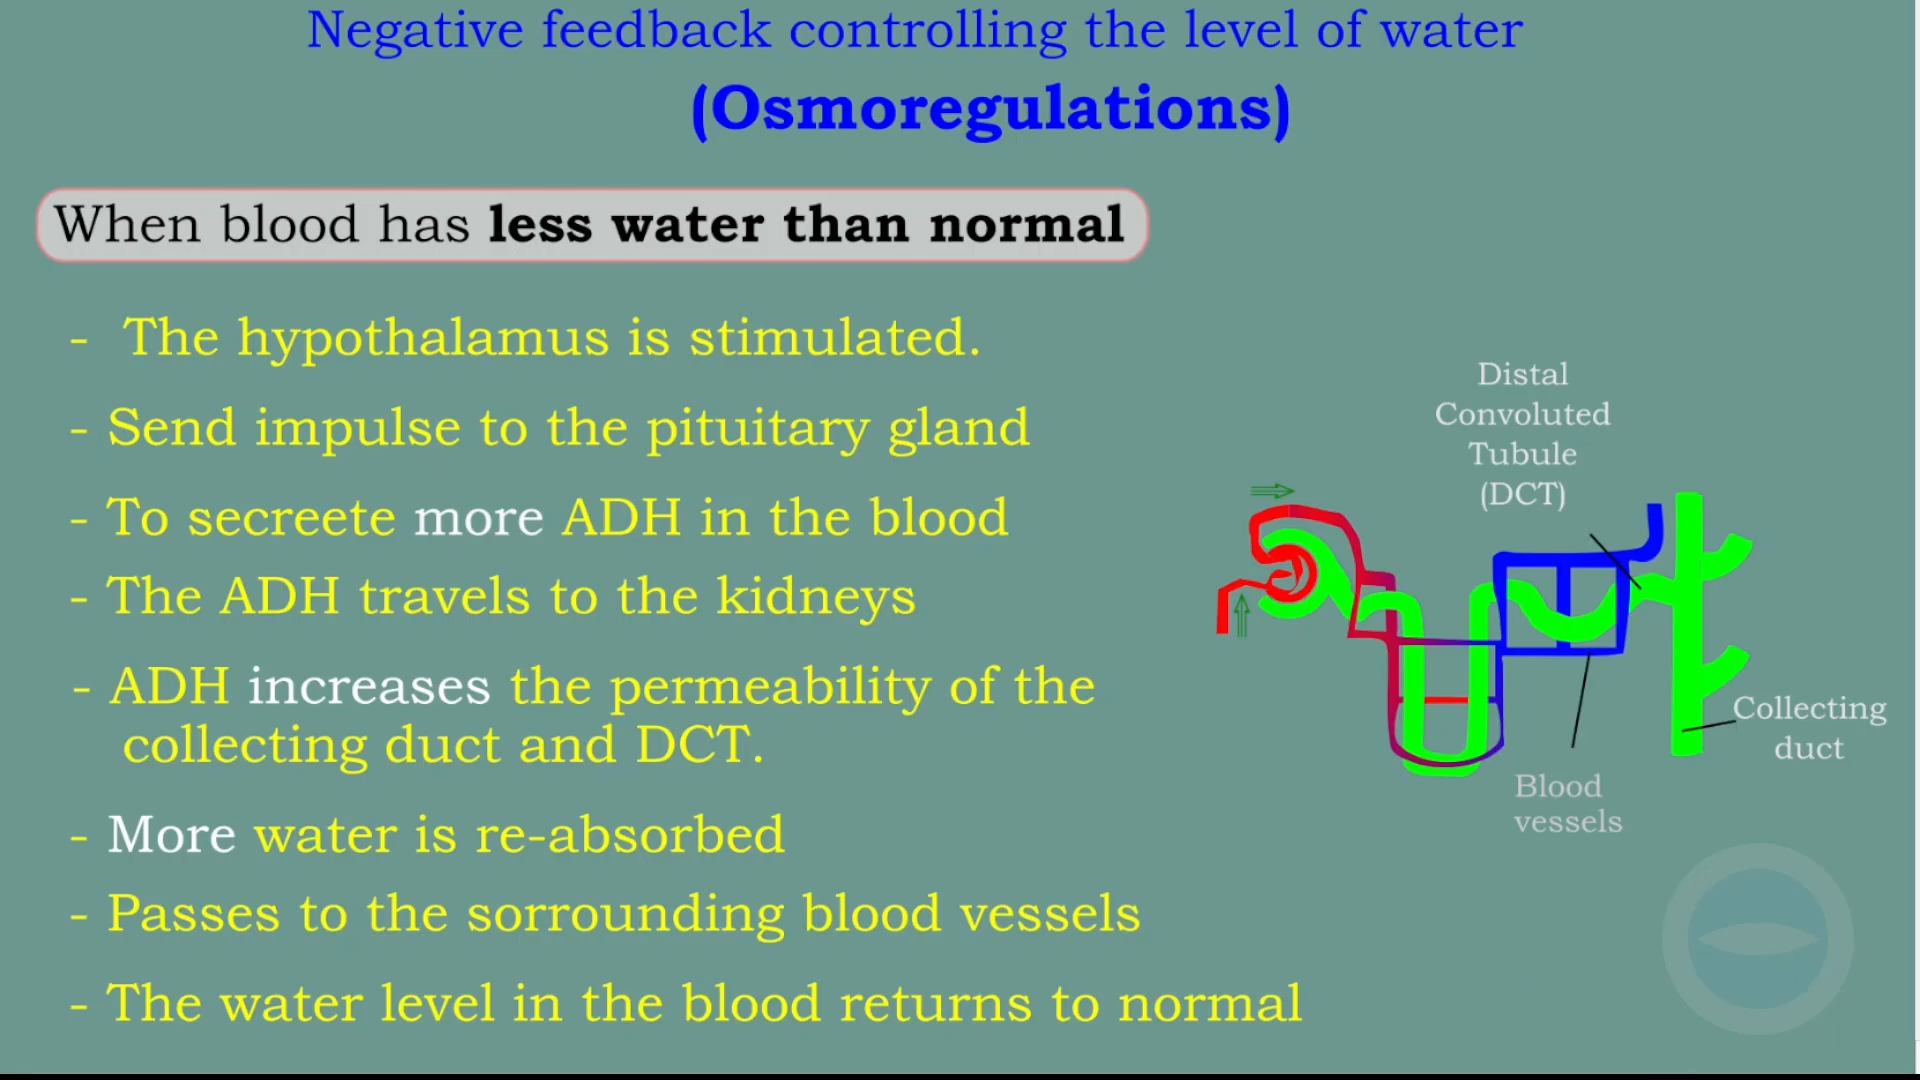 Negative feedback controlling the level of water
(Osmoregulations)
When blood has less water than normal
- The hypothalamus is stimulated.
- Send impulse to the pituitary gland
- To secreete more ADH in the blood
- The ADH travels to the kidneys
- ADH increases the permeability of the
collecting duct and DCT.
- More water is re-absorbed
- Passes to the sorrounding blood vessels
- The water level in the blood returns to normal
Distal
Convoluted
Tubule
(DCT)
Collecting
duct
Blood
vessels